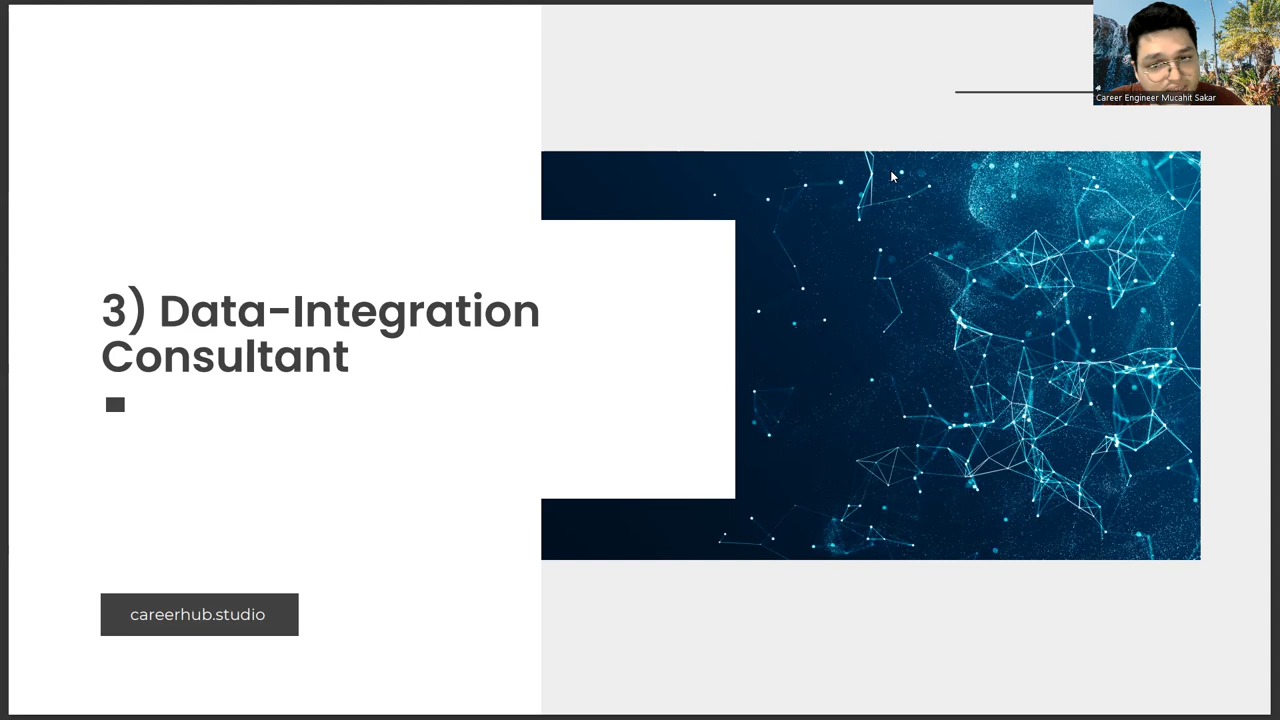 Career Engineer Mucahit Sakar
3) Data-Integration
Consultant
careerhub.studio